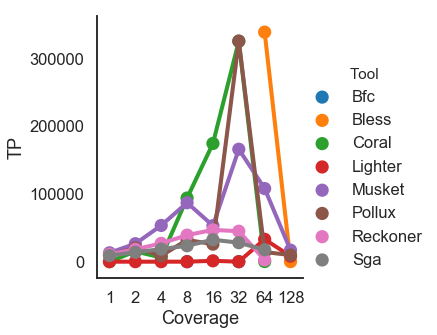 TP
300000
200000
100000
0
1 2 4 8 16 32 64 128
Coverage
Tool
Bfc
Bless
Coral
Lighter
Musket
Pollux
Reckoner
Sga